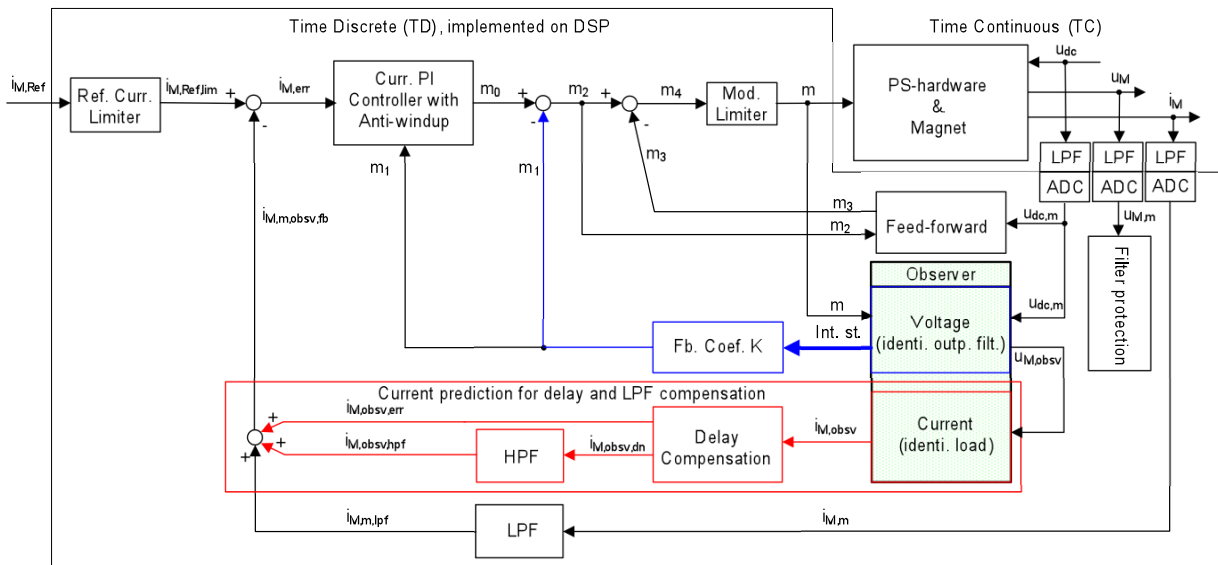 Time Discrete (TD), implemented on DSP
Time Continuous (TC)
i_M,Ref
Ref. Curr.
Limiter
i_M,Ref,lim
+
-
i_M,err
Curr. PI
Controller with
Anti-windup
m_0
+
-
m_2
+
-
m_4
Mod.
Limiter
m
PS-hardware
&
Magnet
u_dc
u_M
i_M
LPF
LPF
LPF
ADC
ADC
ADC
m_1
m_1
m_3
i_M,m,obsv,fb
m_3
m_2
Feed-forward
u_dc,m
u_M,m
Filter protection
Observer
m
u_dc,m
Voltage
(identi. outp. filt.)
Int. st.
Fb. Coef. K
u_M,obsv
Current prediction for delay and LPF compensation
i_M,obsv,err
+
+
+
i_M,obsv,hpf
HPF
i_M,obsv,dn
Delay
Compensation
i_M,obsv
Current
(identi. load)
i_M,m,lpf
LPF
i_M,m